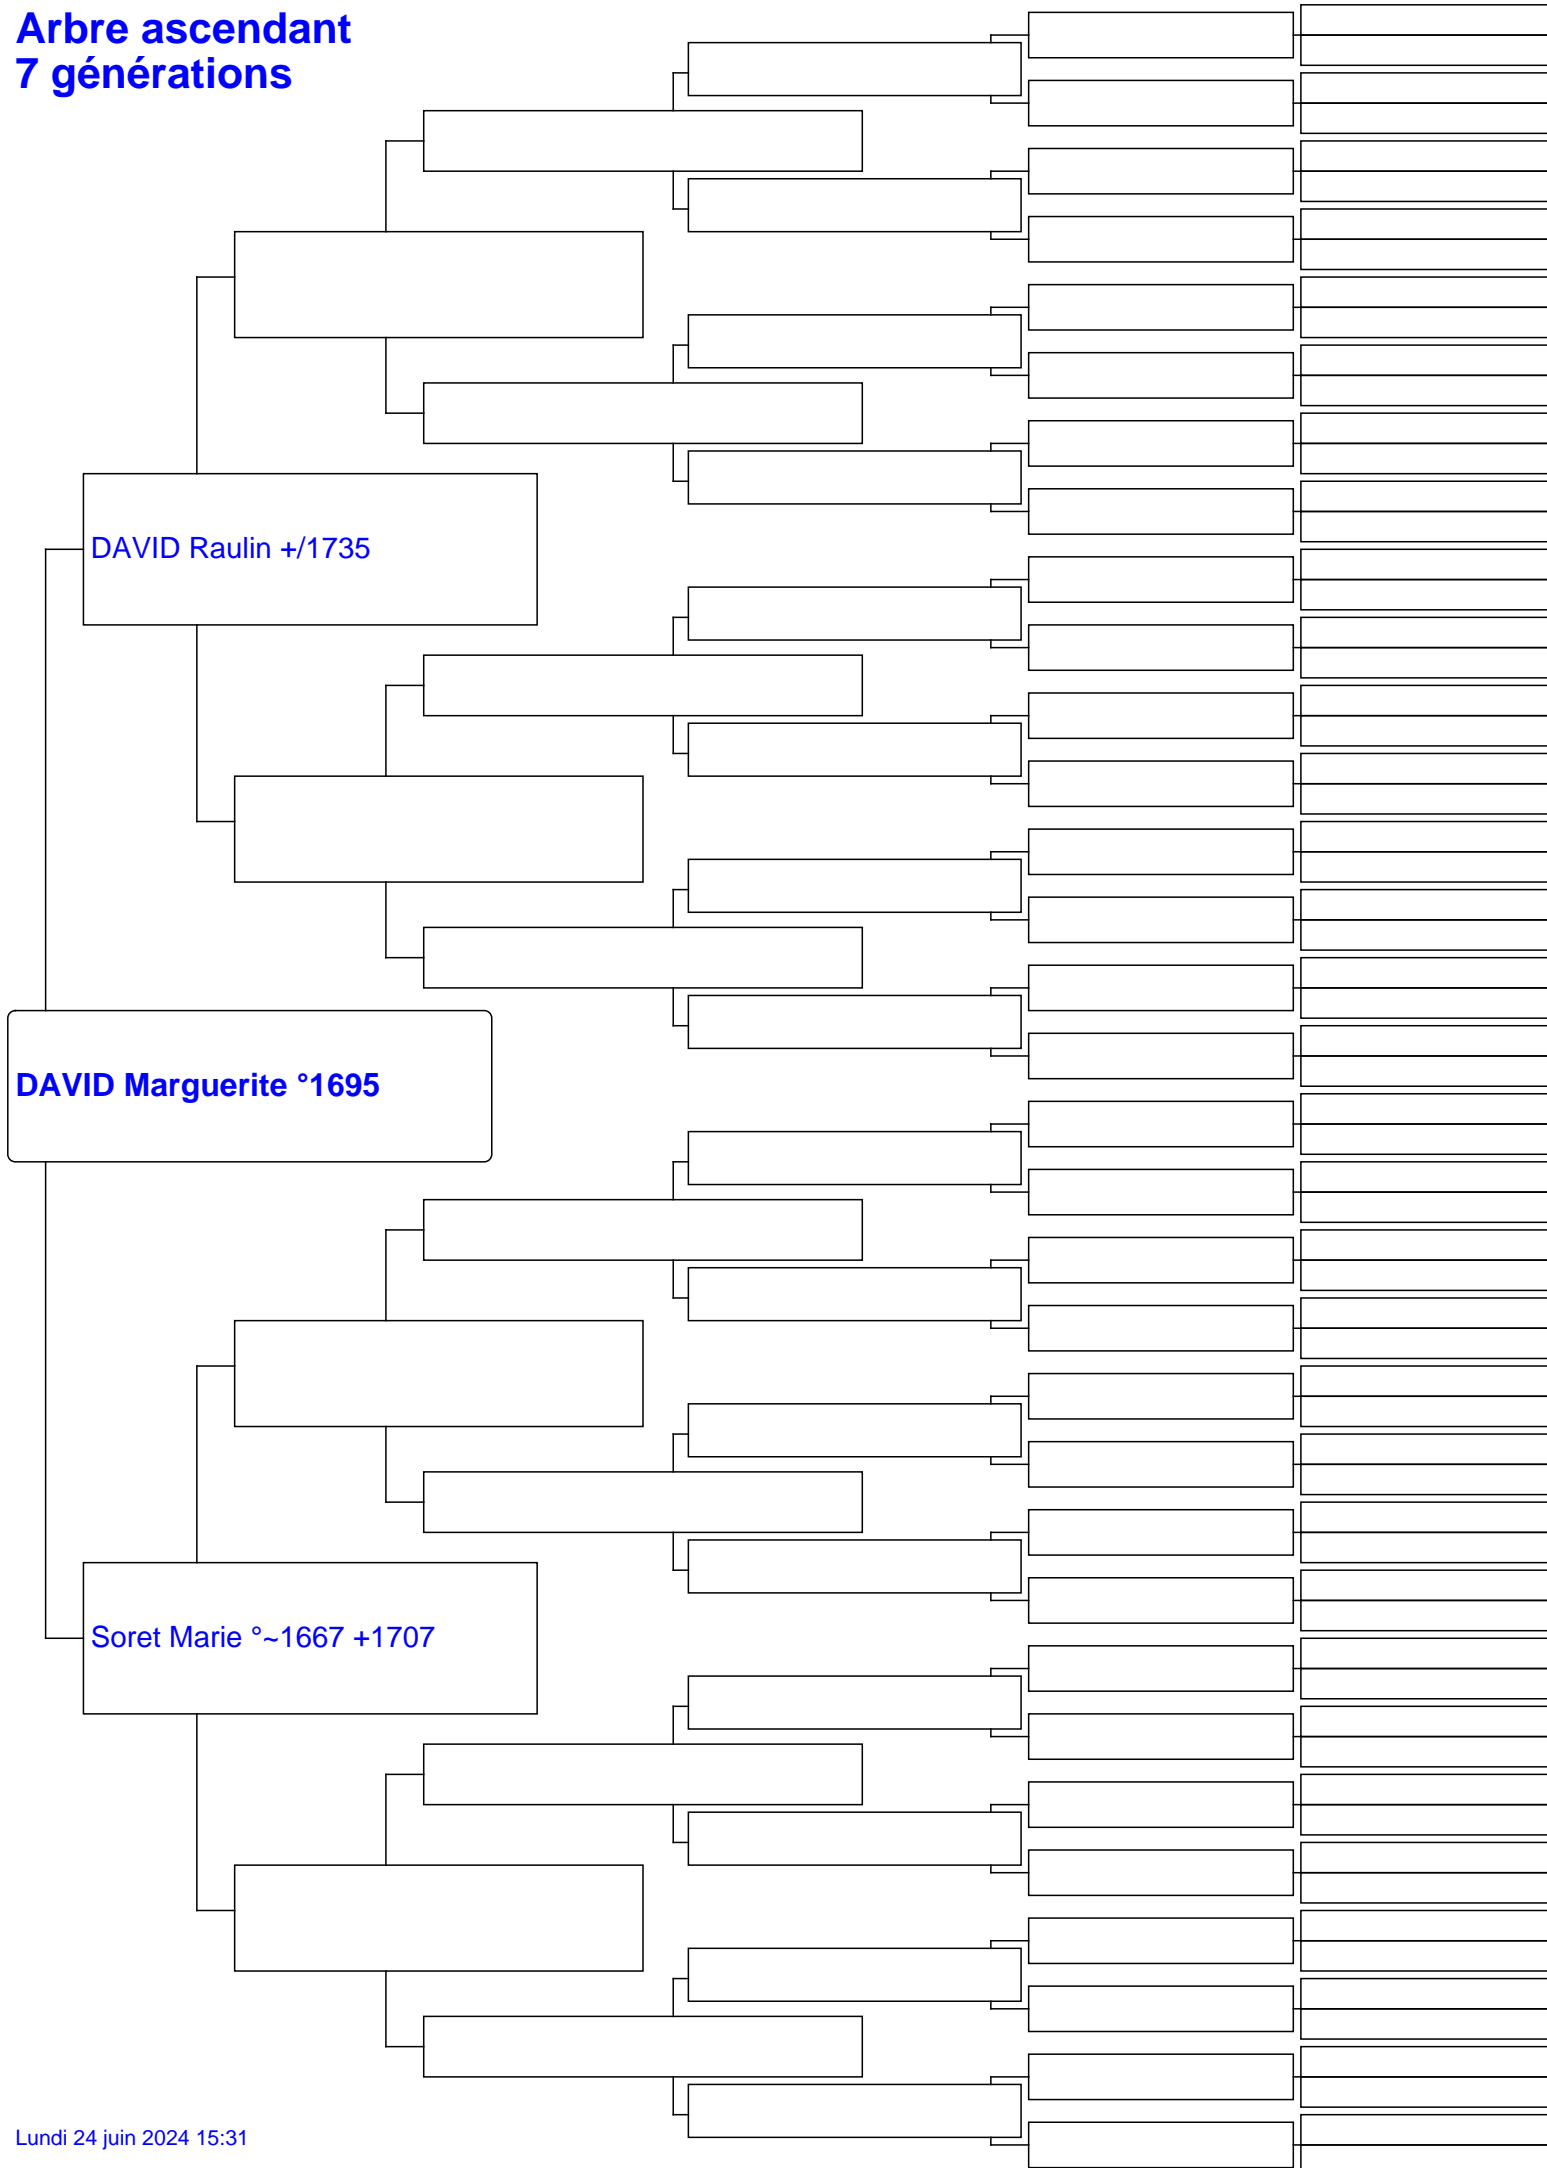 Arbre ascendant
7 générations
DAVID Raulin +/1735
DAVID Marguerite °1695
Soret Marie °~1667 +1707
Lundi 24 juin 2024 15:31